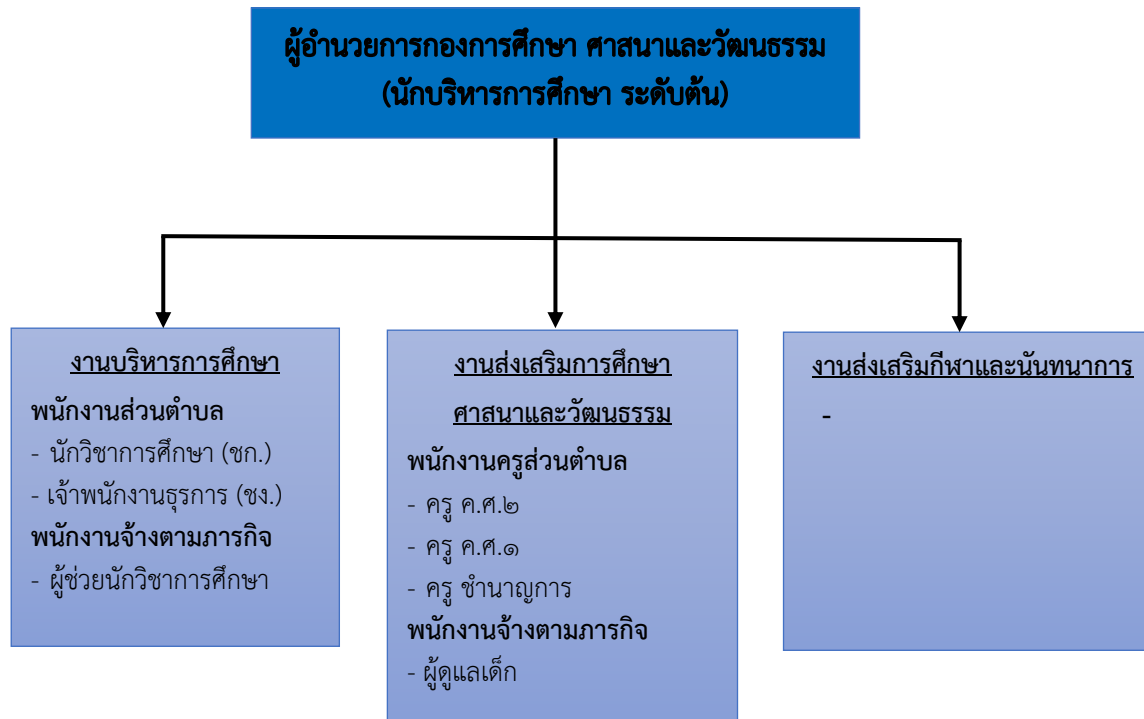 ผู้อำนวยการกองการศึกษา ศาสนาและวัฒนธรรม
(นักบริหารการศึกษา ระดับต้น)
งานบริหารการศึกษา
พนักงานส่วนตำบล
- นักวิชาการศึกษา (ชก.)
- เจ้าพนักงานธุรการ (ชง.)
พนักงานจ้างตามภารกิจ
- ผู้ช่วยนักวิชาการศึกษา
งานส่งเสริมการศึกษา
ศาสนาและวัฒนธรรม
พนักงานครูส่วนตำบล
- ครู ค.ศ.๒
- ครู ค.ศ.๑
- ครู ชำนาญการ
พนักงานจ้างตามภารกิจ
- ผู้ดูแลเด็ก
งานส่งเสริมกีฬาและนันทนาการ
-